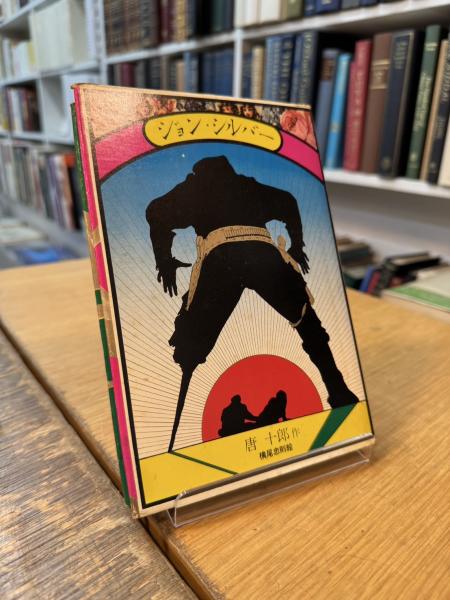 ジョン・シルバー
唐 十郎 作
横尾忠則絵